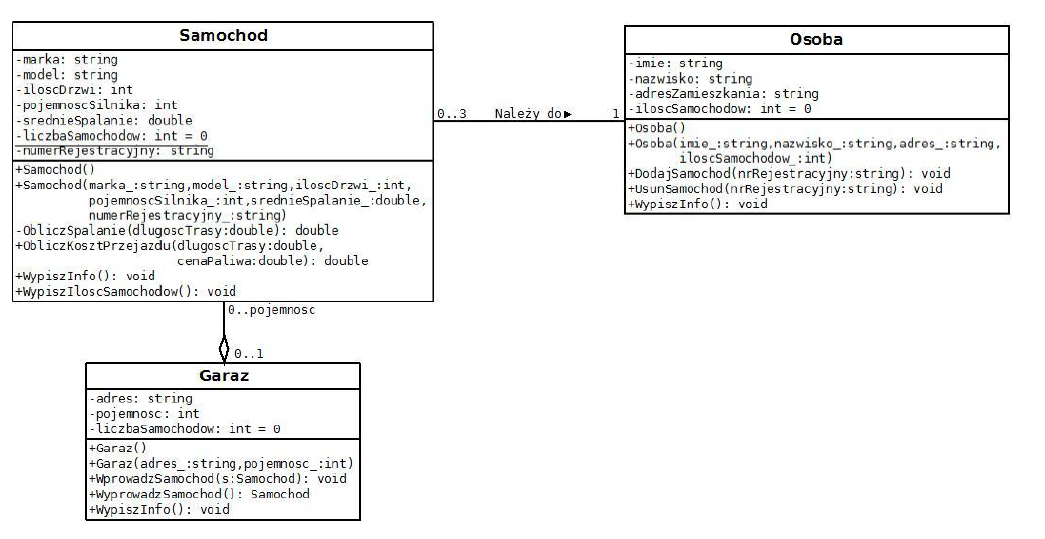 Samochod
-marka: string
-model: string
-iloscDrzwi: int
-pojemnoscSilnika: int
-srednieSpalanie: double
-liczbaSamochodow: int = 0
-numerRejestracyjny: string
+Samochod()
+Samochod(marka_:string,model_:string,iloscDrzwi_:int,
pojemnoscSilnika_:int,srednieSpalanie_:double,
numerRejestracyjny_:string)
-ObliczSpalanie(dlugoscTrasy:double): double
+ObliczKosztPrzejazdu(dlugoscTrasy:double,
cenaPaliwa:double): double
+WypiszInfo(): void
+WypiszIloscSamochodow(): void
0..3 Należy do▶ 1
Osoba
-imie: string
-nazwisko: string
-adresZamieszkania: string
-iloscSamochodow: int = 0
+Osoba()
+Osoba(imie_:string,nazwisko_:string,adres_:string,
iloscSamochodow_:int)
+DodajSamochod(nrRejestracyjny:string): void
+UsunSamochod(nrRejestracyjny:string): void
+WypiszInfo(): void
0..pojemnosc
0..1
Garaz
-adres: string
-pojemnosc: int
-liczbaSamochodow: int = 0
+Garaz()
+Garaz(adres_:string,pojemnosc_:int)
+WprowadzSamochod(s:Samochod): void
+WyprowadzSamochod(): Samochod
+WypiszInfo(): void